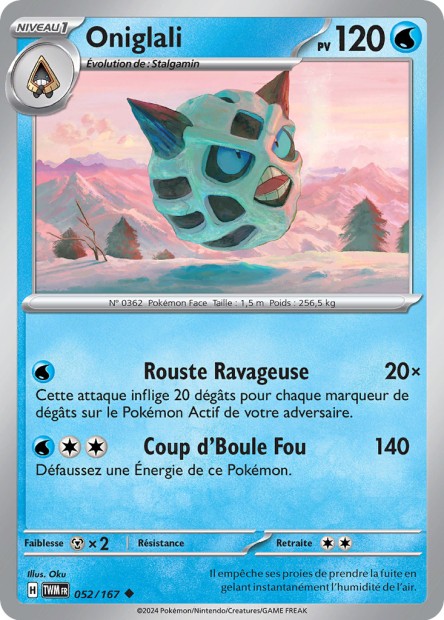 NIVEAU 1
Oniglali
PV 120
Évolution de : Stalgamin
N° 0362 Pokémon Face Taille : 1,5 m Poids : 256,5 kg
Rouste Ravageuse 20×
Cette attaque inflige 20 dégâts pour chaque marqueur de
dégâts sur le Pokémon Actif de votre adversaire.
Coup d'Boule Fou 140
Défaussez une Énergie de ce Pokémon.
Faiblesse × 2 Résistance Retraite
Illus. Oku
H TWM FR 052/167
Il empêche ses proies de prendre la fuite en
gelant instantanément l'humidité de l'air.
©2024 Pokémon/Nintendo/Creatures/GAME FREAK